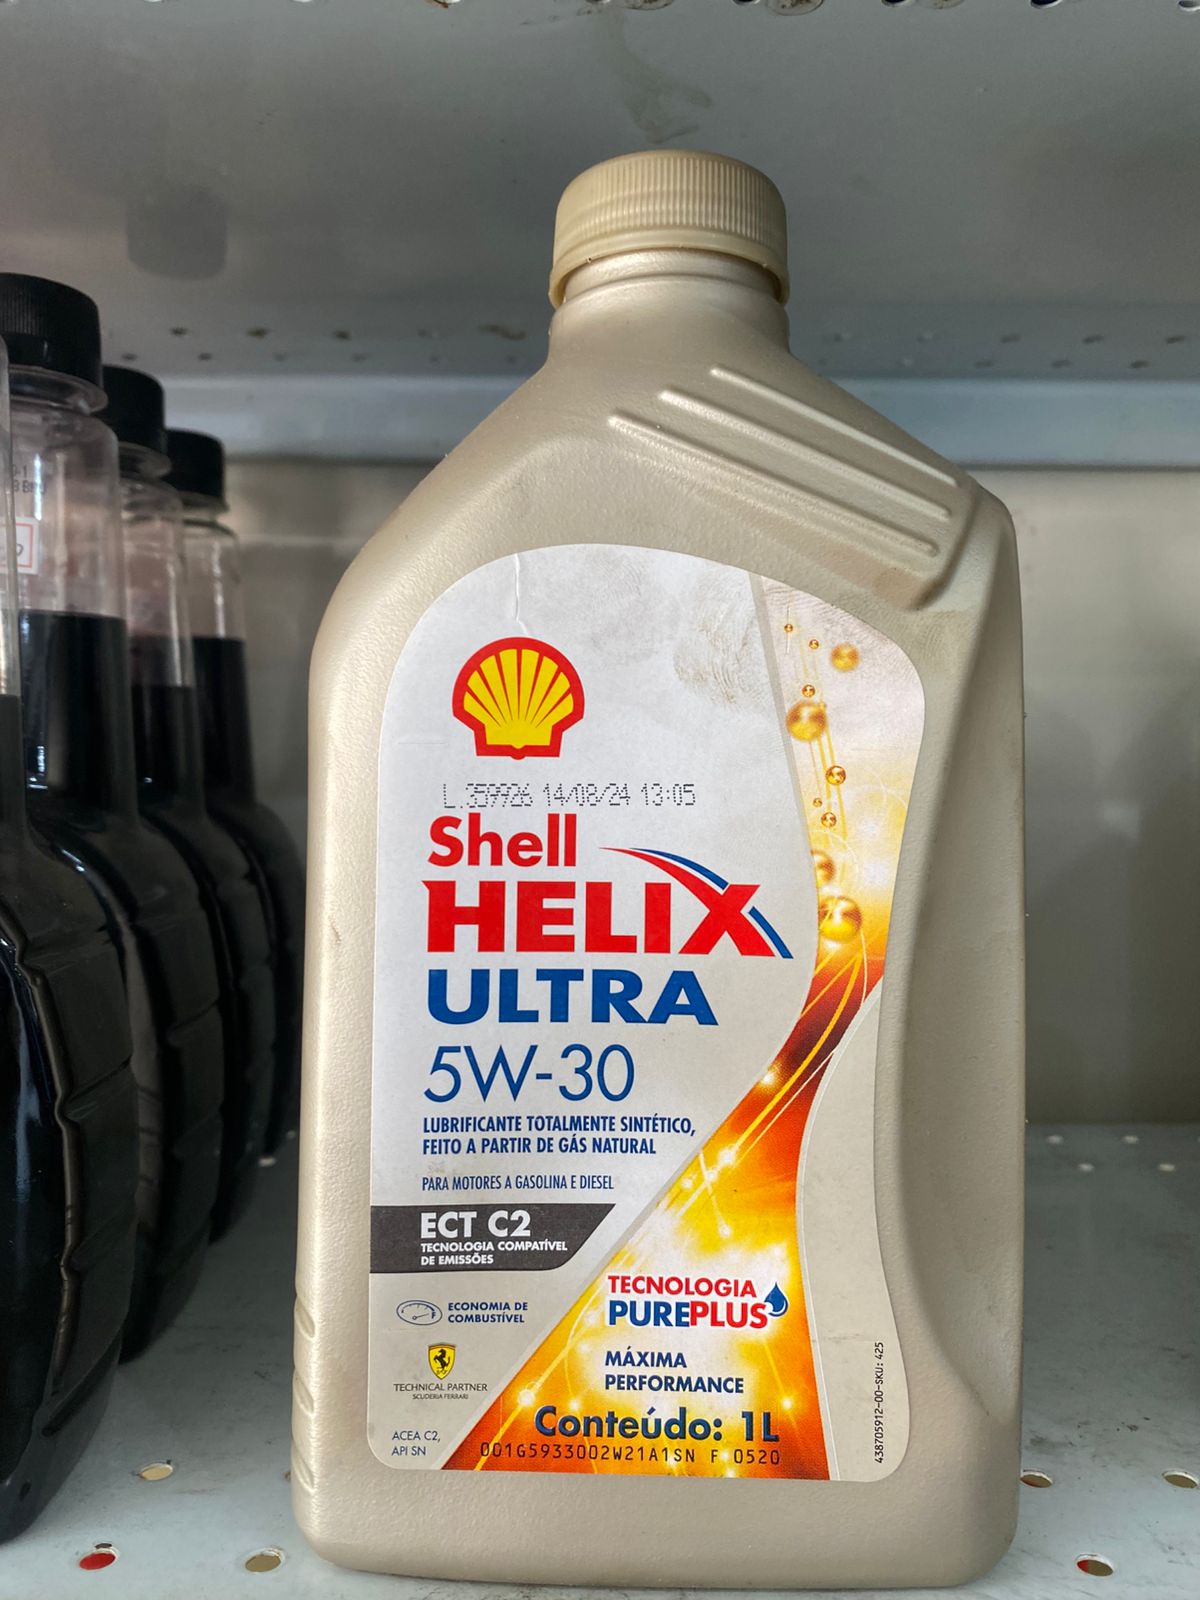 L.359926 14/08/24 13:05
Shell
HELIX
ULTRA
5W-30
LUBRIFICANTE TOTALMENTE SINTÉTICO,
FEITO A PARTIR DE GÁS NATURAL
PARA MOTORES A GASOLINA E DIESEL
ECT C2
TECNOLOGIA COMPATÍVEL
DE EMISSÕES
ECONOMIA DE
COMBUSTÍVEL
TECHNICAL PARTNER
SCUDERIA FERRARI
ACEA C2,
API SN
TECNOLOGIA
PUREPLUS
MÁXIMA
PERFORMANCE
Conteúdo: 1L
001G5933002W21A1SN F 0520
438705912-00-SKU: 425